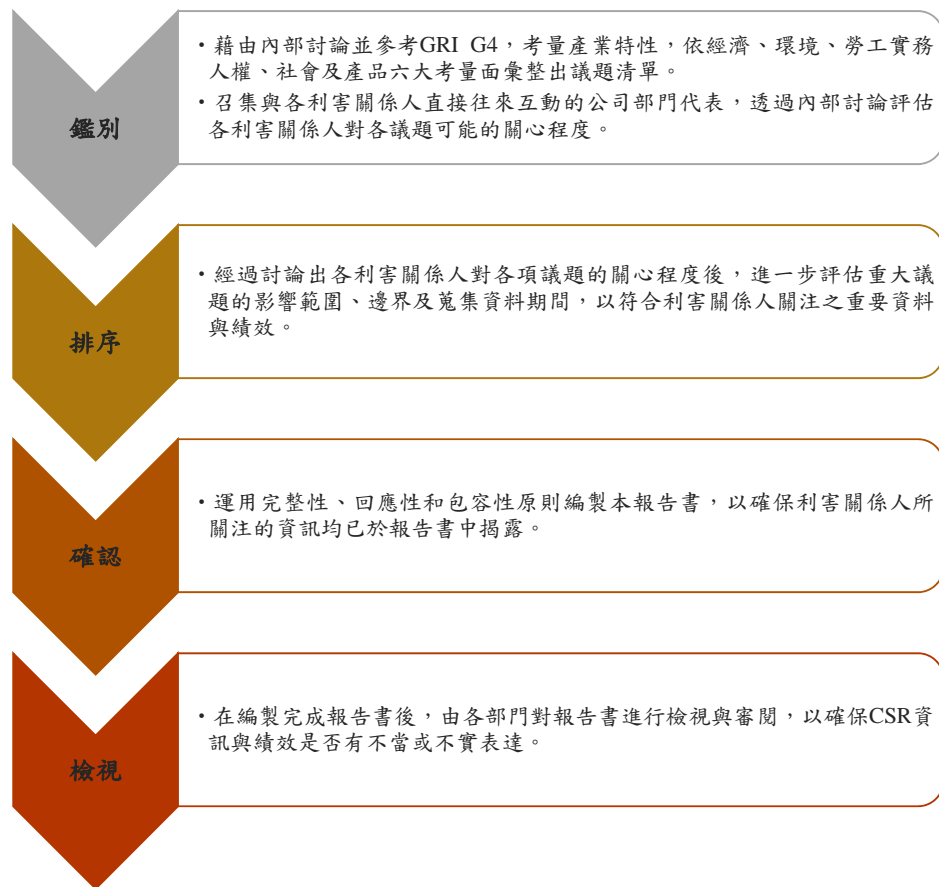 鑑別
•藉由內部討論並參考GRI G4，考量產業特性，依經濟、環境、勞工實務
人權、社會及產品六大考量面彙整出議題清單。
•召集與各利害關係人直接往來互動的公司部門代表，透過內部討論評估
各利害關係人對各議題可能的關心程度。
排序
•經過討論出各利害關係人對各項議題的關心程度後，進一步評估重大議
題的影響範圍、邊界及蒐集資料期間，以符合利害關係人關注之重要資料
與績效。
確認
•運用完整性、回應性和包容性原則編製本報告書，以確保利害關係人所
關注的資訊均已於報告書中揭露。
檢視
•在編製完成報告書後，由各部門對報告書進行檢視與審閱，以確保CSR資
訊與績效是否有不當或不實表達。